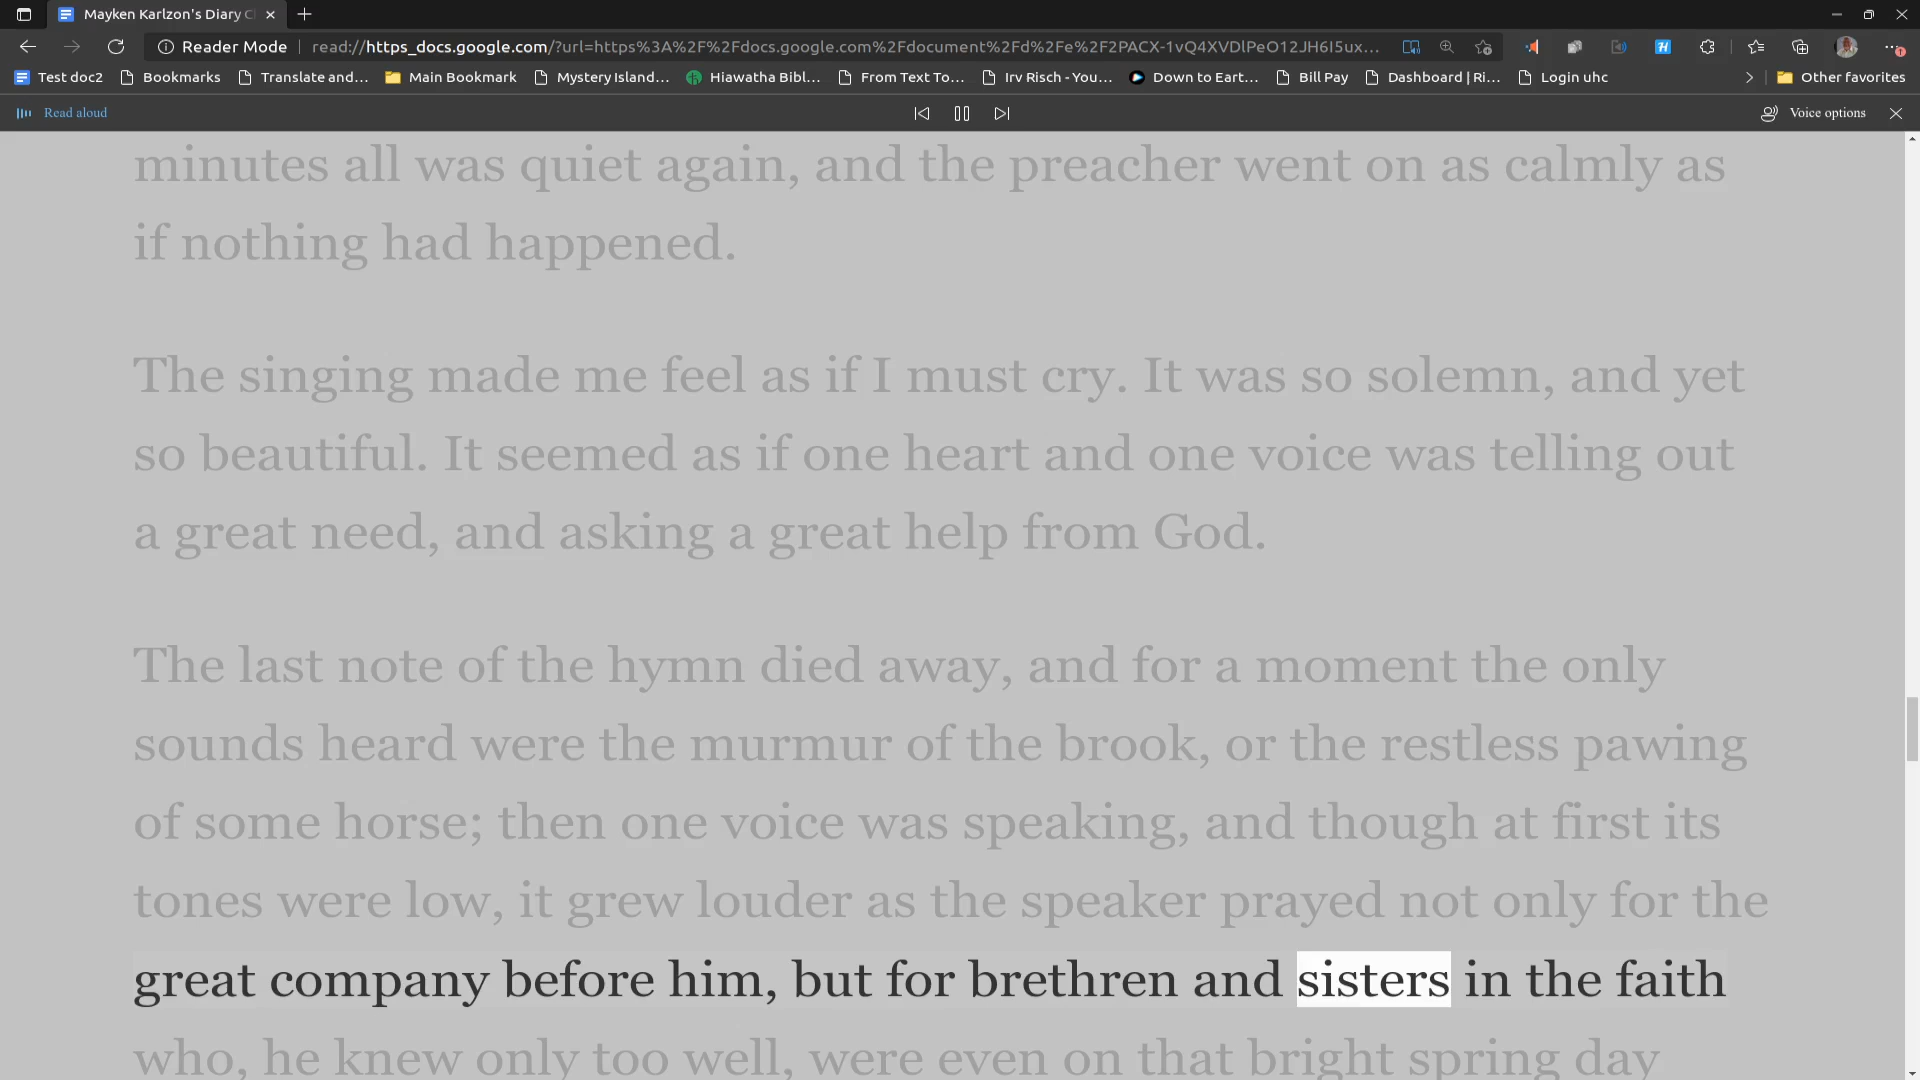 Mayken Karlzon's Diary C
Reader Mode
read://https_docs.google.com/?url=https%3A%2F%2Fdocs.google.com%2Fdocument%2Fd%2Fe%2F2PACX-1vQ4XVDlPeO12JH6I5ux...
Test doc2
Bookmarks
Translate and...
Main Bookmark
Mystery Island...
Hiawatha Bibl...
From Text To...
Irv Risch - You...
Down to Eart...
Bill Pay
Dashboard | Ri...
Login uhc
Other favorites
Read aloud
Voice options
minutes all was quiet again, and the preacher went on as calmly as
if nothing had happened.
The singing made me feel as if I must cry. It was so solemn, and yet
so beautiful. It seemed as if one heart and one voice was telling out
a great need, and asking a great help from God.
The last note of the hymn died away, and for a moment the only
sounds heard were the murmur of the brook, or the restless pawing
of some horse; then one voice was speaking, and though at first its
tones were low, it grew louder as the speaker prayed not only for the
great company before him, but for brethren and sisters in the faith
who, he knew only too well, were even on that bright spring day